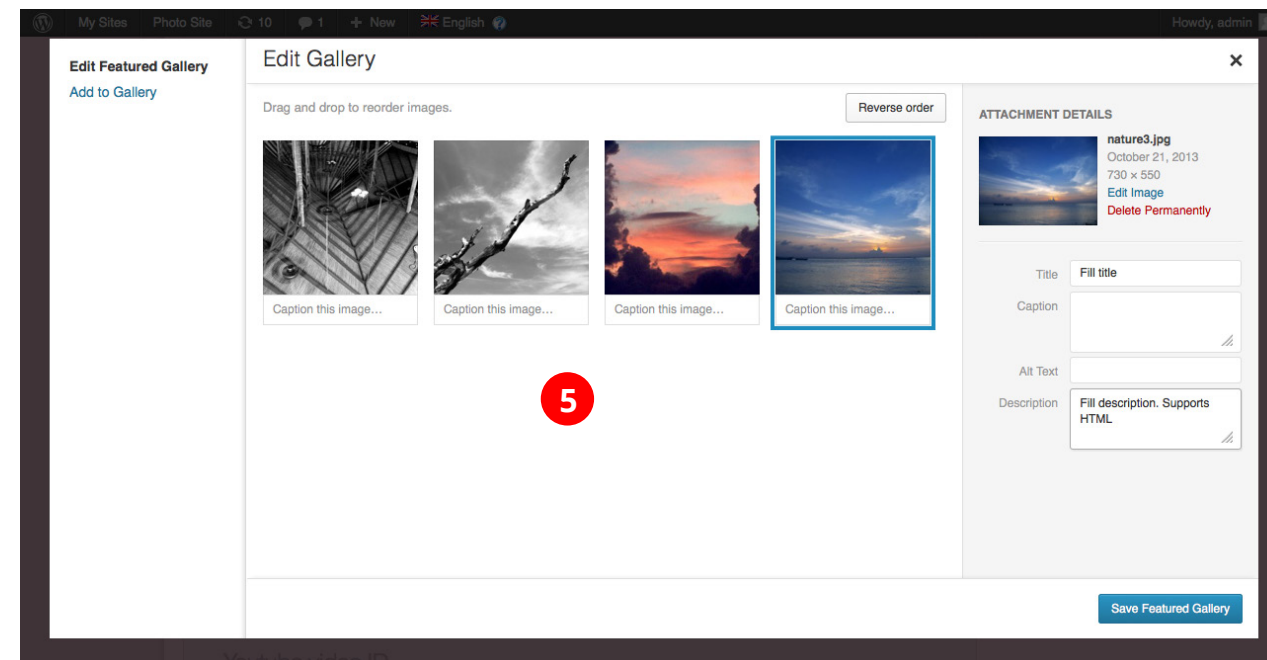 My Sites Photo Site 10 1 + New English ? Howdy, admin
Edit Featured Gallery
Add to Gallery
Edit Gallery
×
Drag and drop to reorder images.
Reverse order
Caption this image...
Caption this image...
Caption this image...
Caption this image...
5
ATTACHMENT DETAILS
nature3.jpg
October 21, 2013
730 × 550
Edit Image
Delete Permanently
Title Fill title
Caption
Alt Text
Description Fill description. Supports
HTML
Save Featured Gallery
Youtube video ID